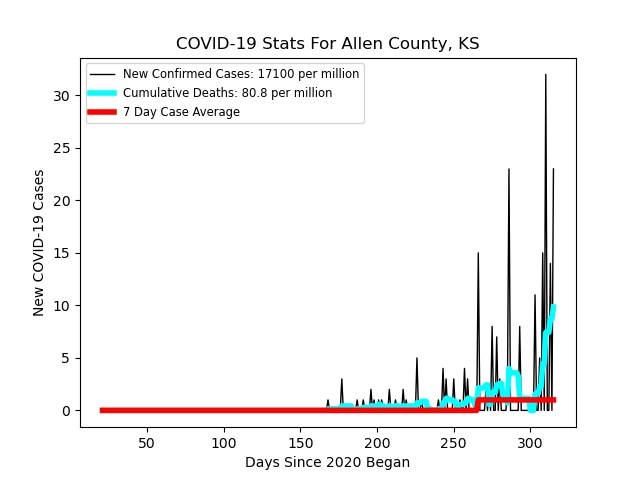 COVID-19 Stats For Allen County, KS
New Confirmed Cases: 17100 per million
Cumulative Deaths: 80.8 per million
7 Day Case Average
New COVID-19 Cases
30
25
20
15
10
5
0
50 100 150 200 250 300
Days Since 2020 Began